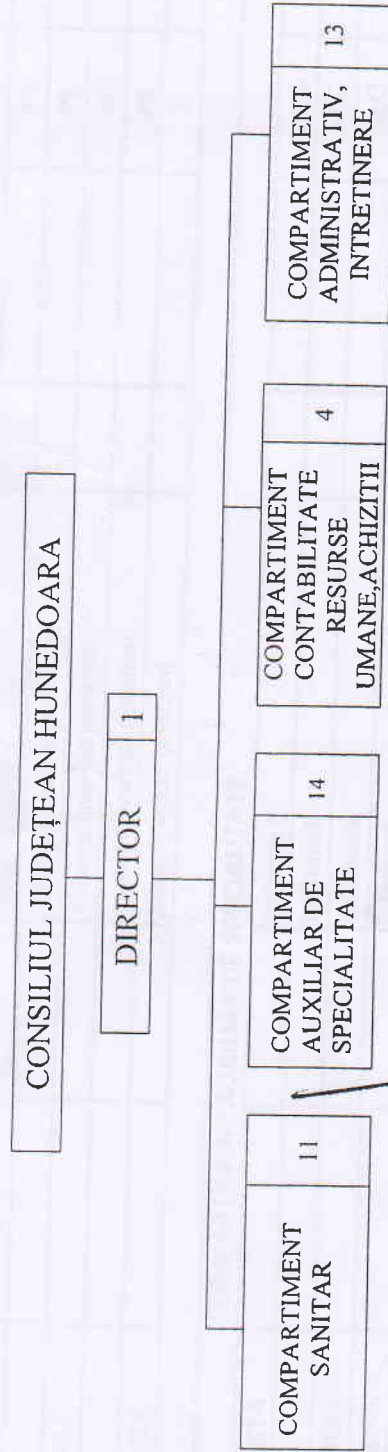 CONSILIUL JUDEȚEAN HUNEDOARA
DIRECTOR
1
COMPARTIMENT
SANITAR
11
COMPARTIMENT
AUXILIAR DE
SPECIALITATE
14
COMPARTIMENT
CONTABILITATE
RESURSE
UMANE,ACHIZITII
4
COMPARTIMENT
ADMINISTRATIV,
INTRETINERE
13